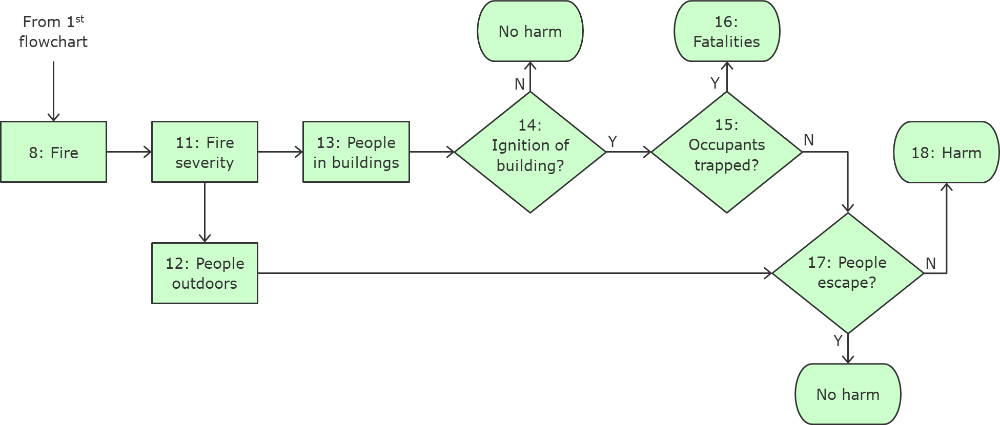 From 1st
flowchart
No harm
16:
Fatalities
N
Y
8: Fire
11: Fire
severity
13: People
in buildings
14:
Ignition of
building?
Y
15:
Occupants
trapped?
N
18: Harm
12: People
outdoors
17: People
escape?
N
Y
No harm